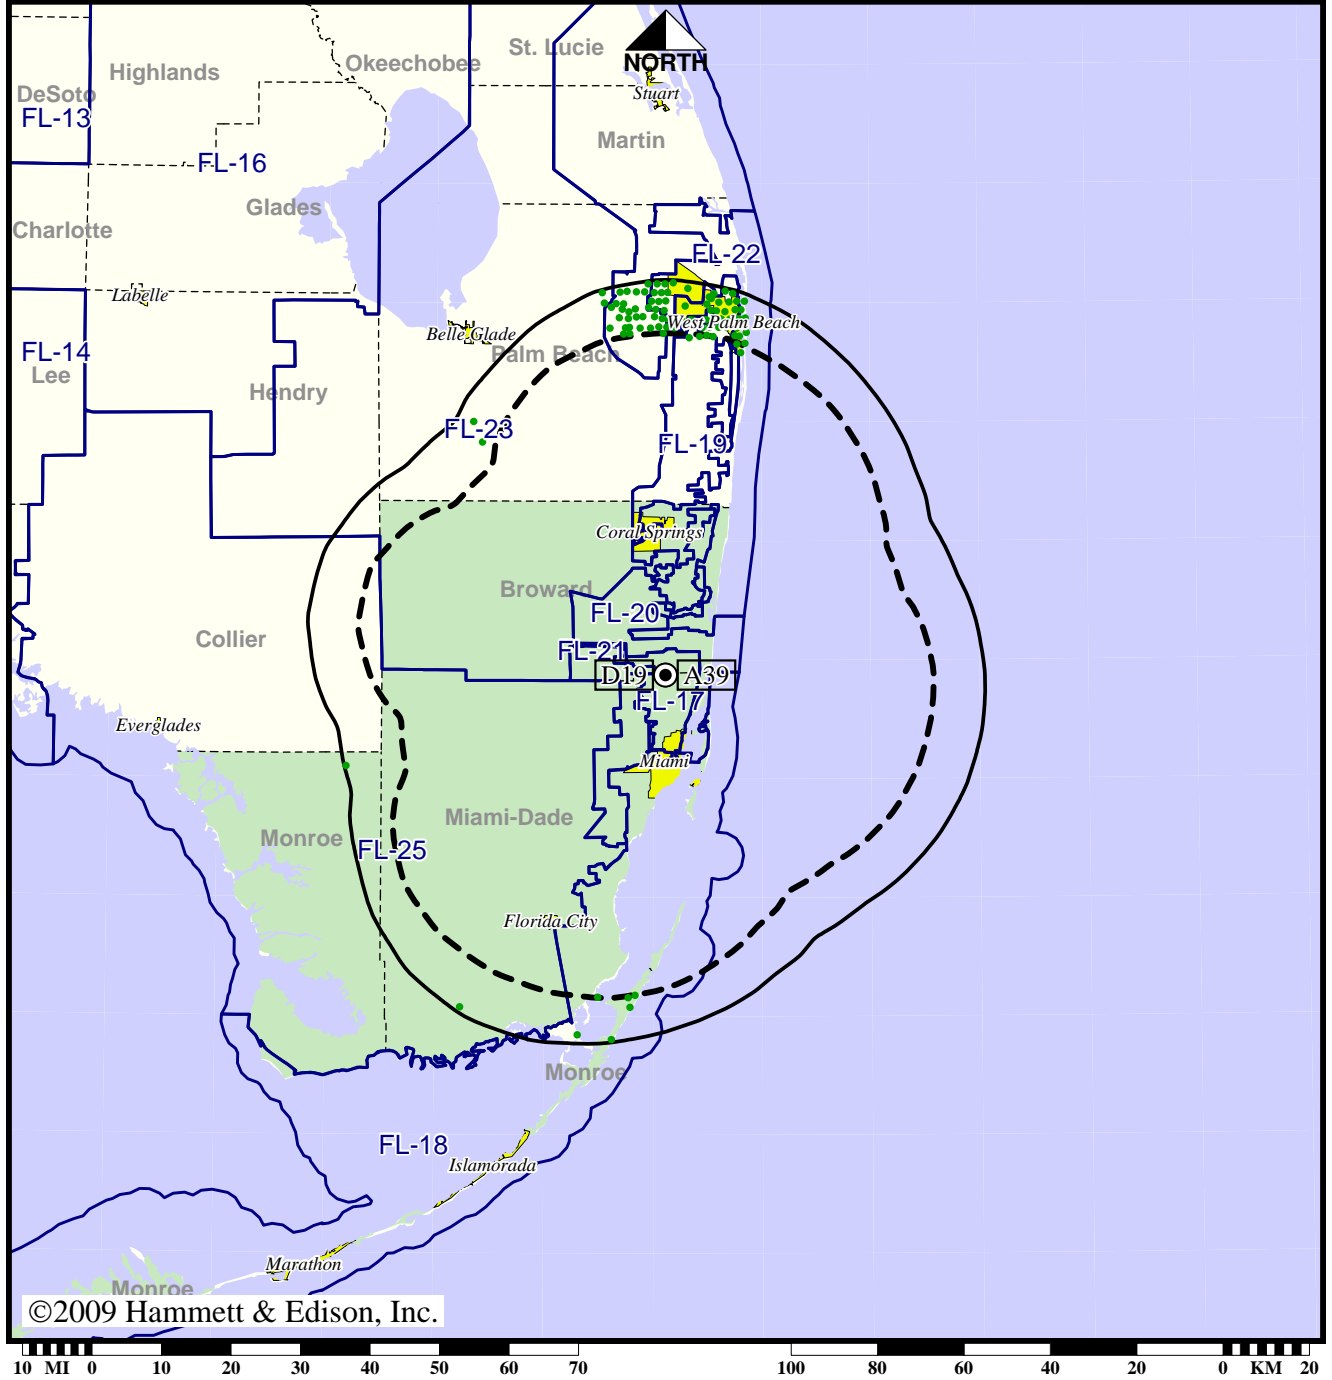 St. Lucie
Okeechobee
NORTH
Highlands
DeSoto
Stuart
FL-13
Martin
FL-16
Glades
Charlotte
FL-22
Labelle
West Palm Beach
Belle Glade
FL-14
Palm Beach
Lee
Hendry
FL-23
FL-19
Coral Springs
Broward
FL-20
Collier
FL-21
D19
A39
FL-17
Everglades
Miami
Miami-Dade
Monroe
FL-25
Florida City
Monroe
FL-18
Islamorada
Marathon
Monroe
©2009 Hammett & Edison, Inc.
10 MI 0 10 20 30 40 50 60 70
100 80 60 40 20 0 KM 20